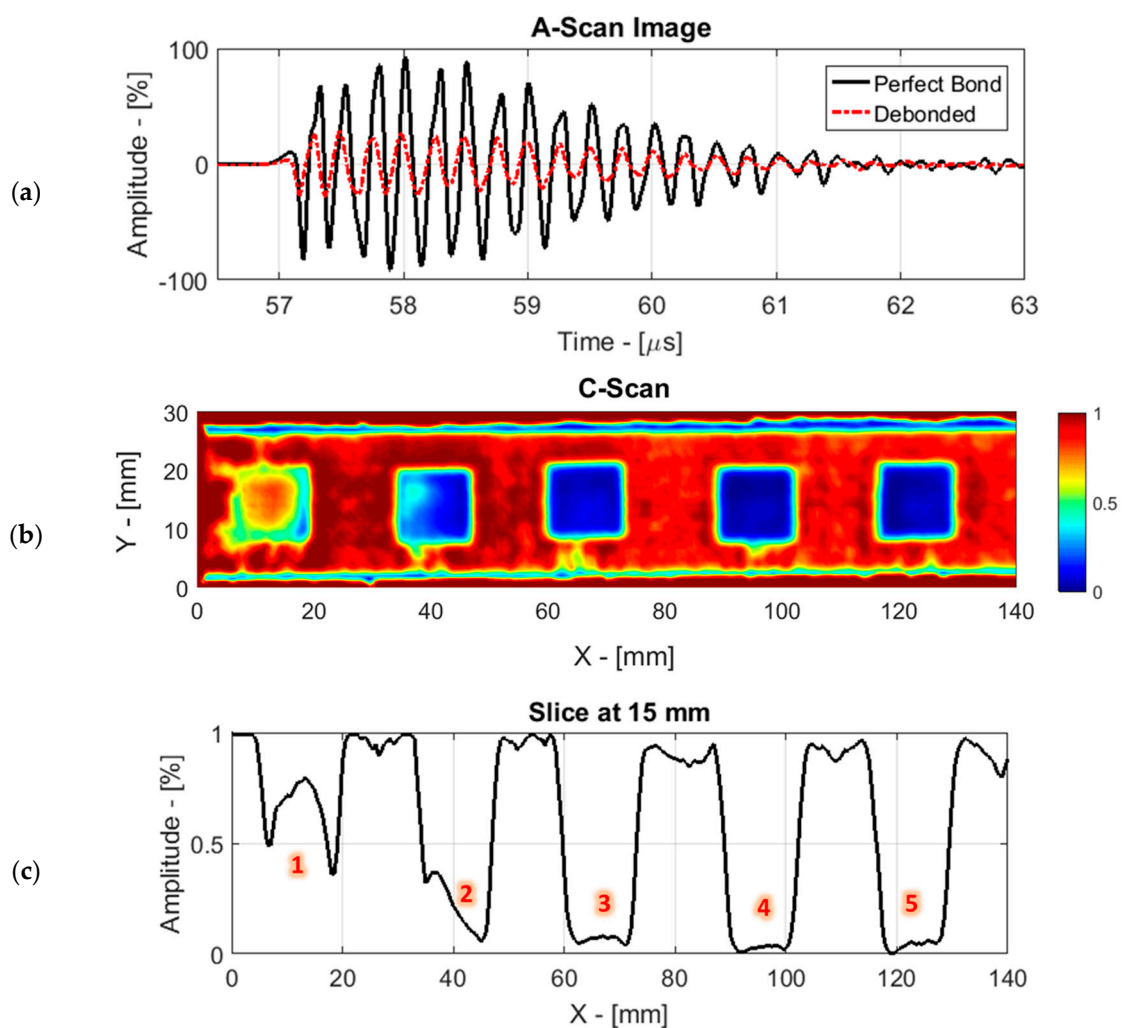 A-Scan Image
100
0
-100
Amplitude - [%]
Perfect Bond
Debonded
57 58 59 60 61 62 63
Time - [μs]
(a)
C-Scan
30
20
10
0
Y - [mm]
0 20 40 60 80 100 120 140
X - [mm]
1
0.5
0
(b)
Slice at 15 mm
1
0.5
0
Amplitude - [%]
1 2 3 4 5
0 20 40 60 80 100 120 140
X - [mm]
(c)